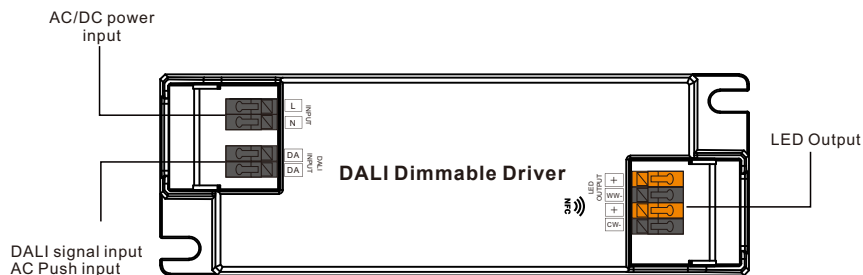 AC/DC power
input
L
N
INPUT
DA
DA
DALI
INPUT
DALI Dimmable Driver
NFC
LED
OUTPUT
+
WW-
+
CW-
LED Output
DALI signal input
AC Push input